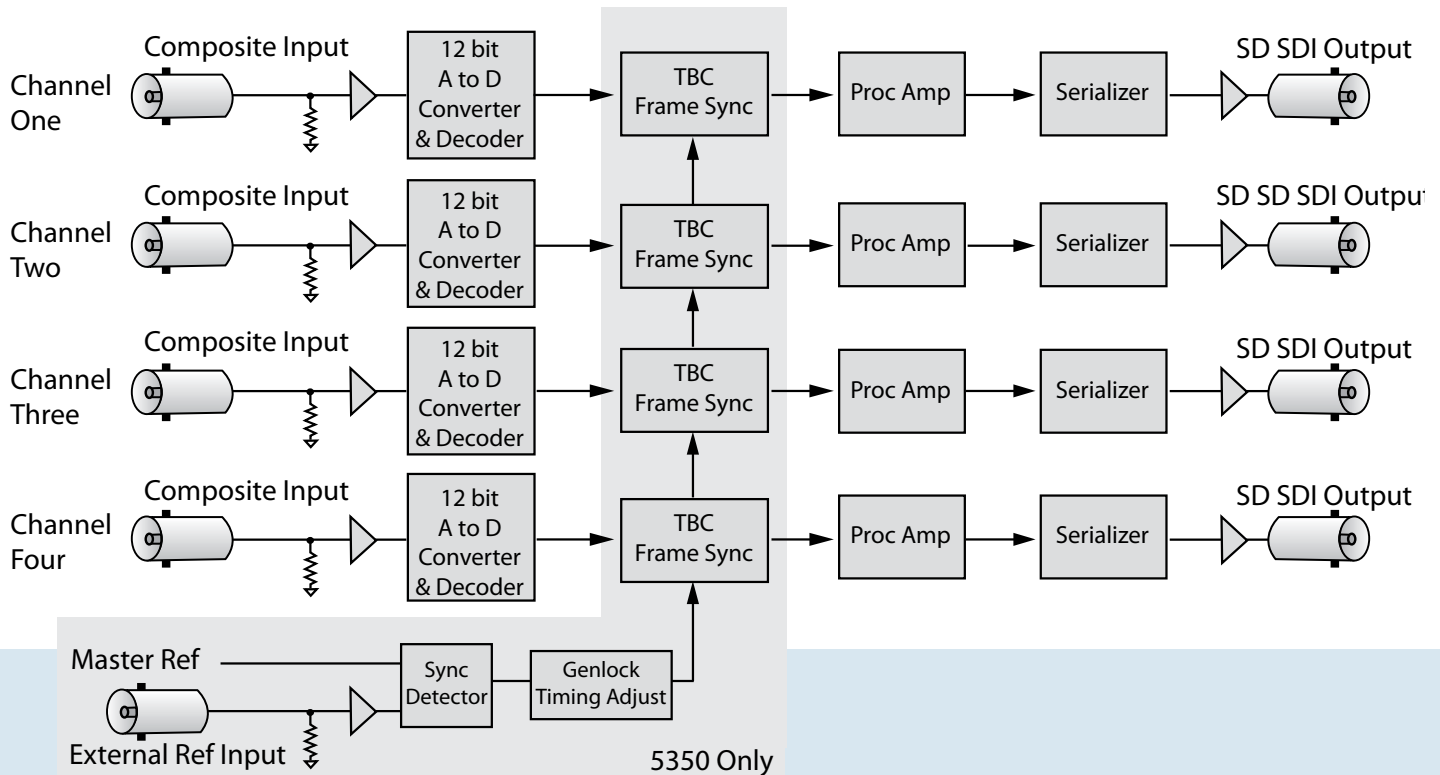 Composite Input
Channel
One
12 bit
A to D
Converter
& Decoder
TBC
Frame Sync
Proc Amp
Serializer
SD SDI Output
Composite Input
Channel
Two
12 bit
A to D
Converter
& Decoder
TBC
Frame Sync
Proc Amp
Serializer
SD SD SDI Output
Composite Input
Channel
Three
12 bit
A to D
Converter
& Decoder
TBC
Frame Sync
Proc Amp
Serializer
SD SDI Output
Composite Input
Channel
Four
12 bit
A to D
Converter
& Decoder
TBC
Frame Sync
Proc Amp
Serializer
SD SDI Output
Master Ref
Sync
Detector
Genlock
Timing Adjust
External Ref Input
5350 Only